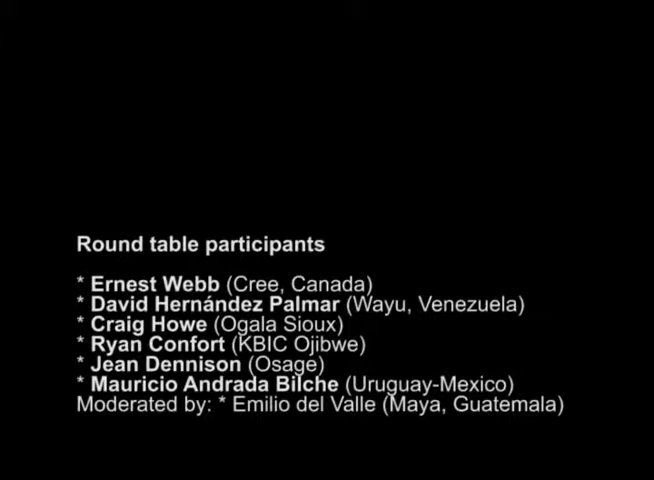 Round table participants
* Ernest Webb (Cree, Canada)
* David Hernández Palmar (Wayu, Venezuela)
* Craig Howe (Ogala Sioux)
* Ryan Confort (KBIC Ojibwe)
* Jean Dennison (Osage)
* Mauricio Andrada Bilche (Uruguay-Mexico)
Moderated by: * Emilio del Valle (Maya, Guatemala)